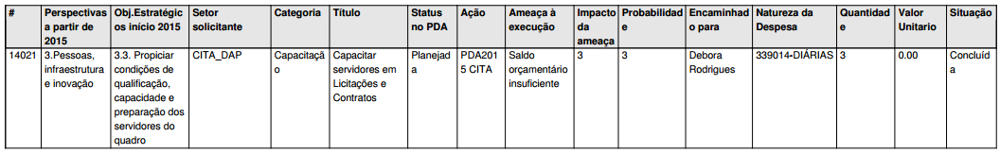 # Perspectivas a partir de 2015 Obj.Estratégicos início 2015 Setor solicitante Categoria Título Status no PDA Ação Ameaça à execução Impacto da ameaça Probabilidade Encaminhado para Natureza da Despesa Quantidade Valor Unitario Situação
14021 3.Pessoas, infraestrutura e inovação 3.3. Propiciar condições de qualificação, capacidade e preparação dos servidores do quadro CITA_DAP Capacitação Capacitar servidores em Licitações e Contratos Planejada PDA2015 CITA Saldo orçamentário insuficiente 3 3 Debora Rodrigues 339014-DIÁRIAS 3 0.00 Concluída